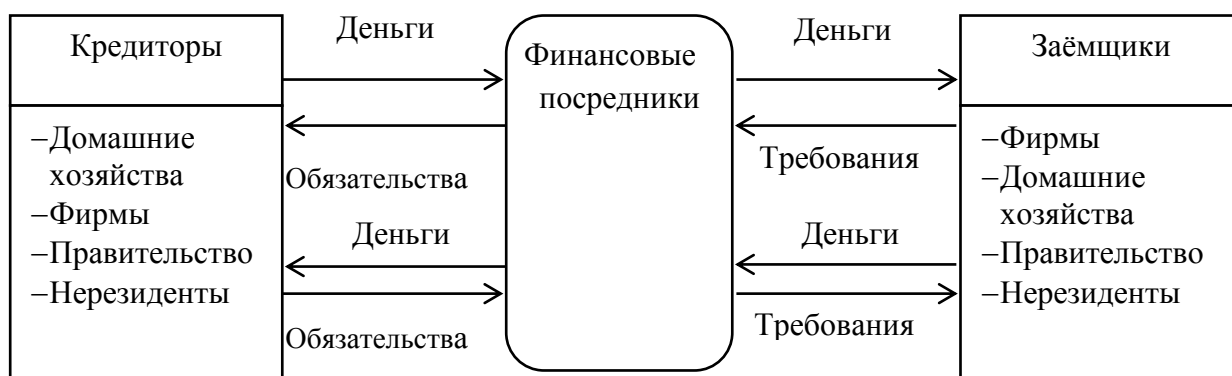 Кредиторы
–Домашние
хозяйства
–Фирмы
–Правительство
–Нерезиденты
Деньги
Обязательства
Деньги
Обязательства
Финансовые
посредники
Деньги
Требования
Деньги
Требования
Заёмщики
–Фирмы
–Домашние
хозяйства
–Правительство
–Нерезиденты